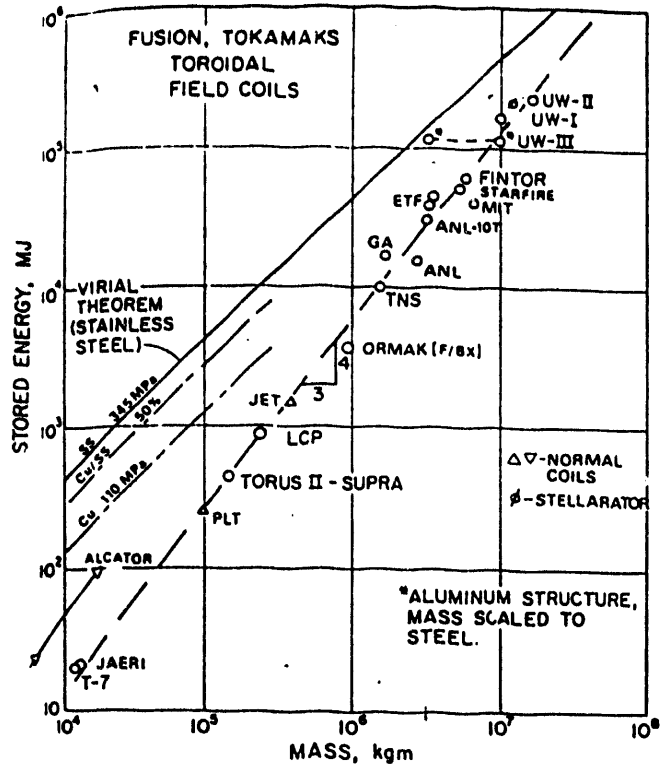 10⁶
FUSION, TOKAMAKS
TOROIDAL
FIELD COILS
UW-II
UW-I
*
*UW-III
10⁵
FINTOR
STARFIRE
ETF
MIT
ANL-10T
GA
ANL
10⁴
TNS
VIRIAL
THEOREM
(STAINLESS
STEEL)
ORMAK (F/BX)
4
3
SS 345 MPa
Cu/SS 50%
Cu 110 MPa
JET
10³
LCP
TORUS II - SUPRA
PLT
△▽-NORMAL
COILS
ø-STELLARATOR
ALCATOR
10²
*ALUMINUM STRUCTURE,
MASS SCALED TO
STEEL.
JAERI
T-7
10
10⁴ 10⁵ 10⁶ 10⁷ 10⁸
MASS, kgm
STORED ENERGY, MJ